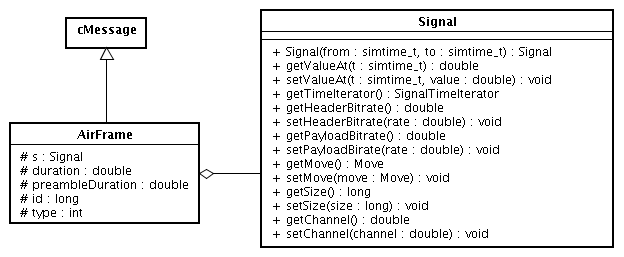 cMessage
AirFrame
# s : Signal
# duration : double
# preambleDuration : double
# id : long
# type : int
Signal
+ Signal(from : simtime_t, to : simtime_t) : Signal
+ getValueAt(t : simtime_t) : double
+ setValueAt(t : simtime_t, value : double) : void
+ getTimeIterator() : SignalTimeIterator
+ getHeaderBitrate() : double
+ setHeaderBitrate(rate : double) : void
+ getPayloadBitrate() : double
+ setPayloadBirate(rate : double) : void
+ getMove() : Move
+ setMove(move : Move) : void
+ getSize() : long
+ setSize(size : long) : void
+ getChannel() : double
+ setChannel(channel : double) : void